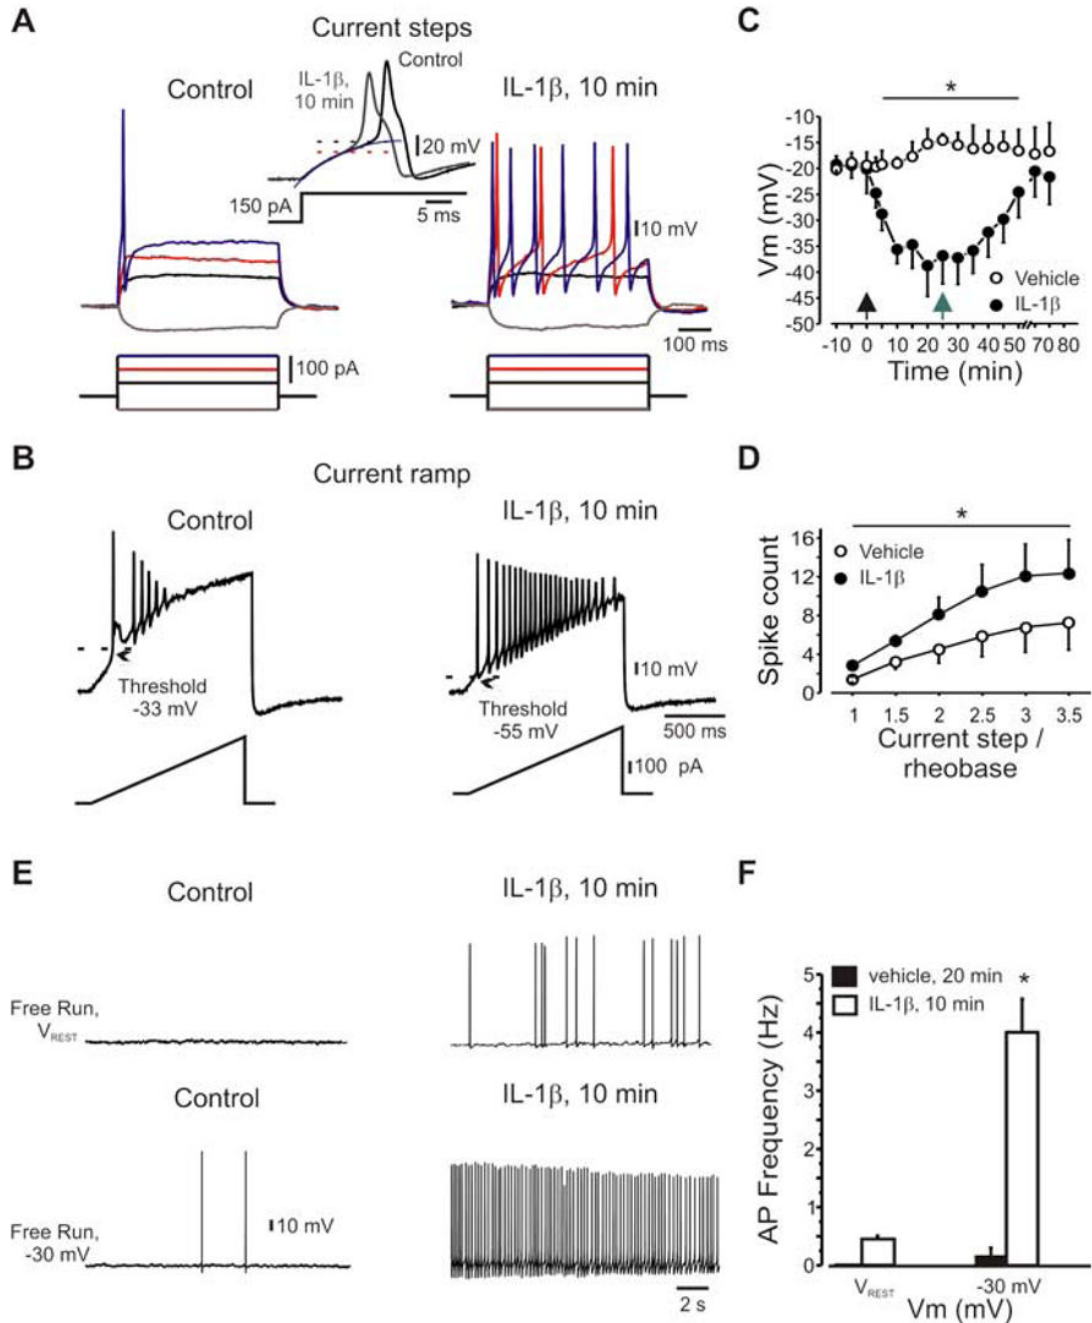 A
Current steps
Control
Control
IL-1β,
10 min
20 mV
150 pA
5 ms
IL-1β, 10 min
10 mV
100 ms
100 pA
C
*
-10
-15
-20
-25
-30
-35
-40
-45
-50
Vm (mV)
Vehicle
IL-1β
-10 0 10 20 30 40 50 70 80
Time (min)
B
Current ramp
Control
IL-1β, 10 min
Threshold
-33 mV
Threshold
-55 mV
10 mV
500 ms
100 pA
D
*
16
12
8
4
0
Spike count
Vehicle
IL-1β
1 1.5 2 2.5 3 3.5
Current step /
rheobase
E
Control
IL-1β, 10 min
Free Run,
VREST
Control
IL-1β, 10 min
Free Run,
-30 mV
10 mV
2 s
F
5
4
3
2
1
0
AP Frequency (Hz)
vehicle, 20 min
IL-1β, 10 min
*
VREST
-30 mV
Vm (mV)